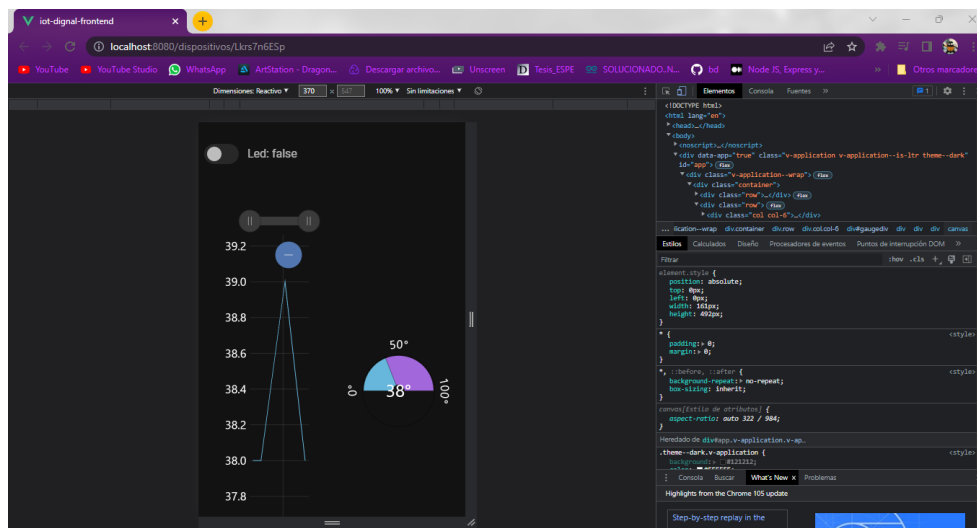 iot-dignal-frontend
localhost:8080/dispositivos/Lkrs7n6ESp
YouTube YouTube Studio WhatsApp ArtStation - Dragon... Descargar archivo... Unscreen Tesis_ESPE SOLUCIONADO..N... bd Node JS, Express y... » Otros marcadore
Dimensiones: Reactivo ▼ 370 × 547 100% ▼ Sin limitaciones ▼
Elementos Consola Fuentes » 1
<!DOCTYPE html>
<html lang="en">
<head>…</head>
<body>
<noscript>…</noscript>
<div data-app="true" class="v-application v-application--is-ltr theme--dark"
id="app"> flex
<div class="v-application--wrap"> flex
<div class="container">
<div class="row">…</div> flex
<div class="row"> flex
<div class="col col-6">…</div>
... lication--wrap div.container div.row div.col.col-6 div#gaugediv div div div canvas
Estilos Calculados Diseño Procesadores de eventos Puntos de interrupción DOM »
Filtrar :hov .cls +
element.style {
position: absolute;
top: 0px;
left: 0px;
width: 161px;
height: 492px;
}
* { <style>
padding: 0;
margin: 0;
}
*, ::before, ::after { <style>
background-repeat: no-repeat;
box-sizing: inherit;
}
canvas[Estilo de atributos] {
aspect-ratio: auto 322 / 984;
}
Heredado de div#app.v-application.v-ap…
.theme--dark.v-application { <style>
background: #121212;
Consola Buscar What's New x Problemas
Highlights from the Chrome 105 update
Step-by-step replay in the
Led: false
39.2
39.0
38.8
38.6
38.4
38.2
38.0
37.8
50°
0°
38°
100°